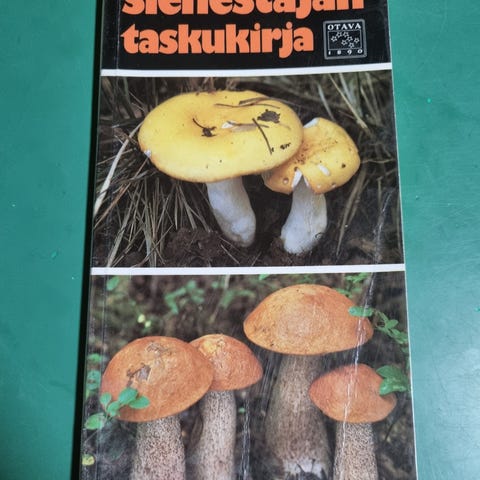 sienestäjän
taskukirja
OTAVA
1890